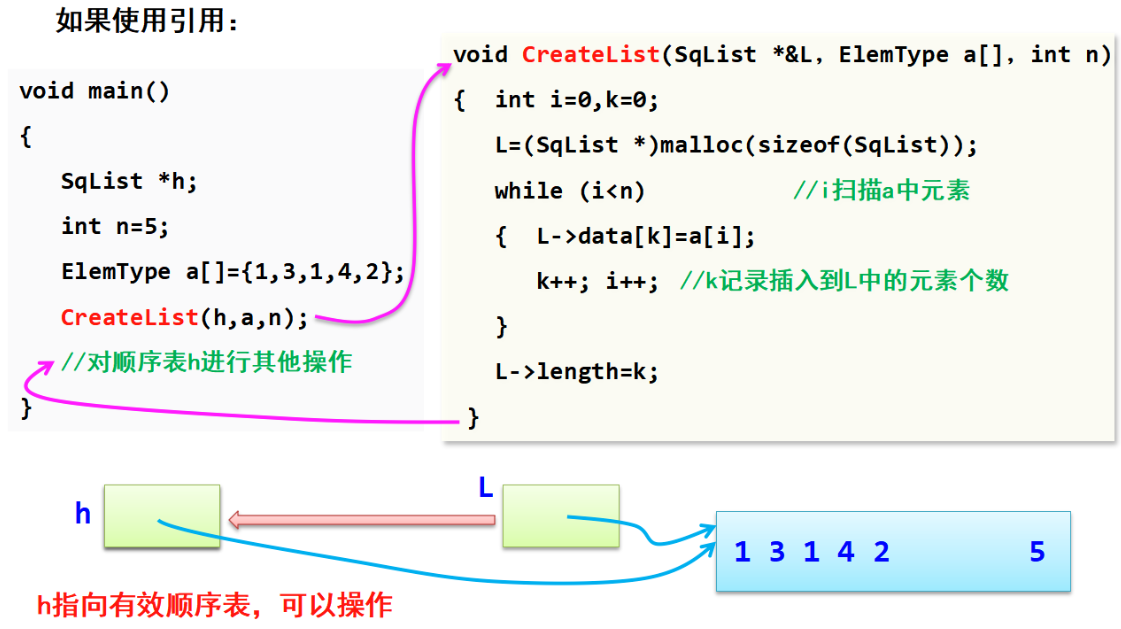 如果使用引用：
void main()
{
SqList *h;
int n=5;
ElemType a[]={1,3,1,4,2};
CreateList(h,a,n);
//对顺序表h进行其他操作
}
void CreateList(SqList *&L, ElemType a[], int n)
{ int i=0,k=0;
L=(SqList *)malloc(sizeof(SqList));
while (i<n) //i扫描a中元素
{ L->data[k]=a[i];
k++; i++; //k记录插入到L中的元素个数
}
L->length=k;
}
h
L
1 3 1 4 2 5
h指向有效顺序表，可以操作